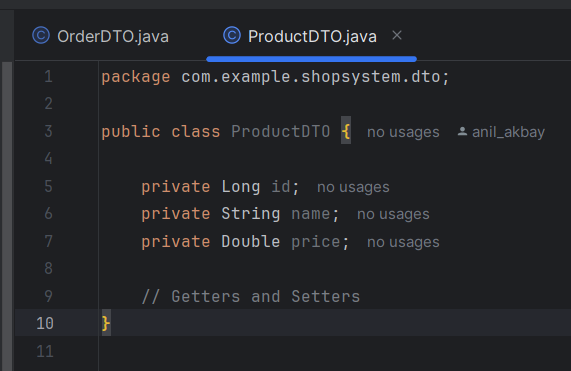 OrderDTO.java ProductDTO.java
1 package com.example.shopsystem.dto;
2
3 public class ProductDTO { no usages anil_akbay
4
5 private Long id; no usages
6 private String name; no usages
7 private Double price; no usages
8
9 // Getters and Setters
10 }
11